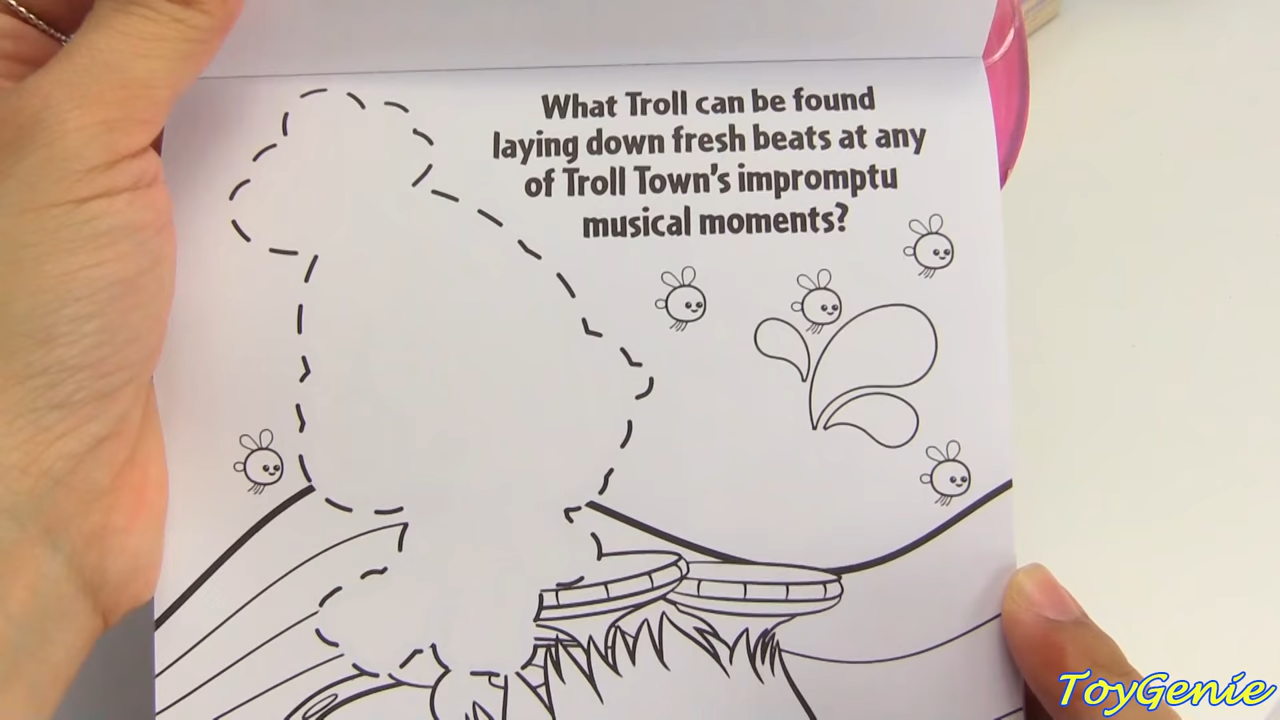 What Troll can be found
laying down fresh beats at any
of Troll Town's impromptu
musical moments?
ToyGenie